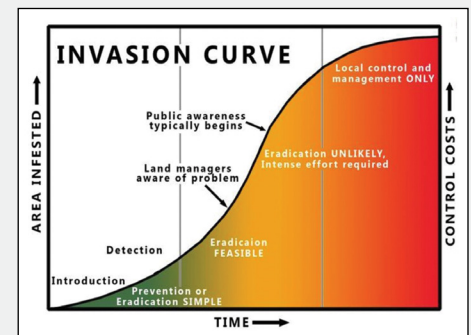 INVASION CURVE
Local control and
management ONLY
Public awareness
typically begins
Eradication UNLIKELY,
Intense effort required
Land managers
aware of problem
Detection
Eradicaion
FEASIBLE
Introduction
Prevention or
Eradication SIMPLE
AREA INFESTED
CONTROL COSTS
TIME